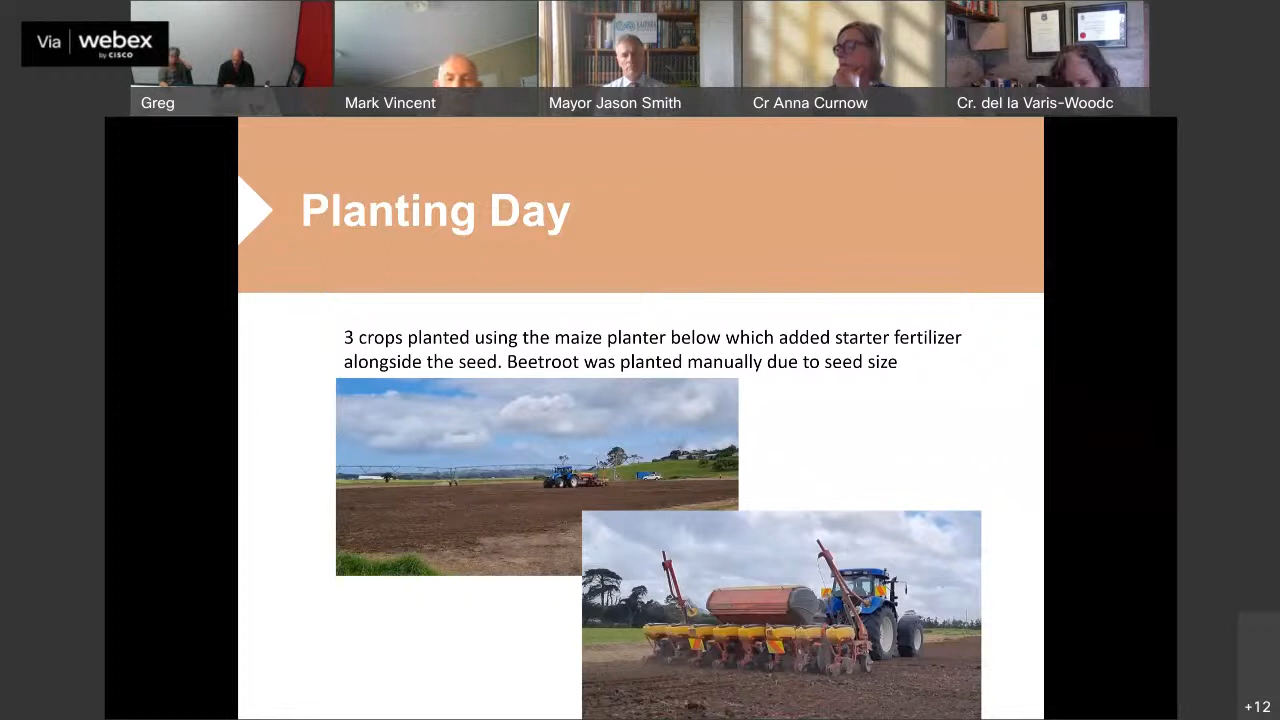 Via webex
by CISCO
Greg
Mark Vincent
Mayor Jason Smith
Cr Anna Curnow
Cr. del la Varis-Woodc
Planting Day
3 crops planted using the maize planter below which added starter fertilizer
alongside the seed. Beetroot was planted manually due to seed size
+12